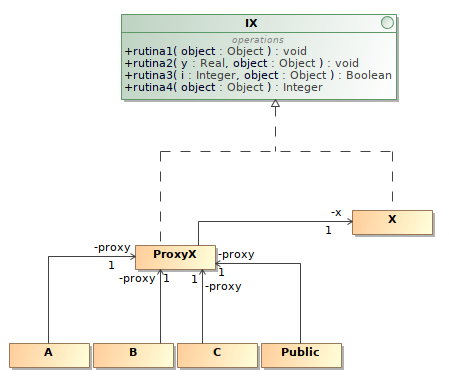 IX
operations
+rutina1( object : Object ) : void
+rutina2( y : Real, object : Object ) : void
+rutina3( i : Integer, object : Object ) : Boolean
+rutina4( object : Object ) : Integer
-x
1
X
-proxy
1
ProxyX
-proxy
1
-proxy
1
1
-proxy
A
B
C
Public